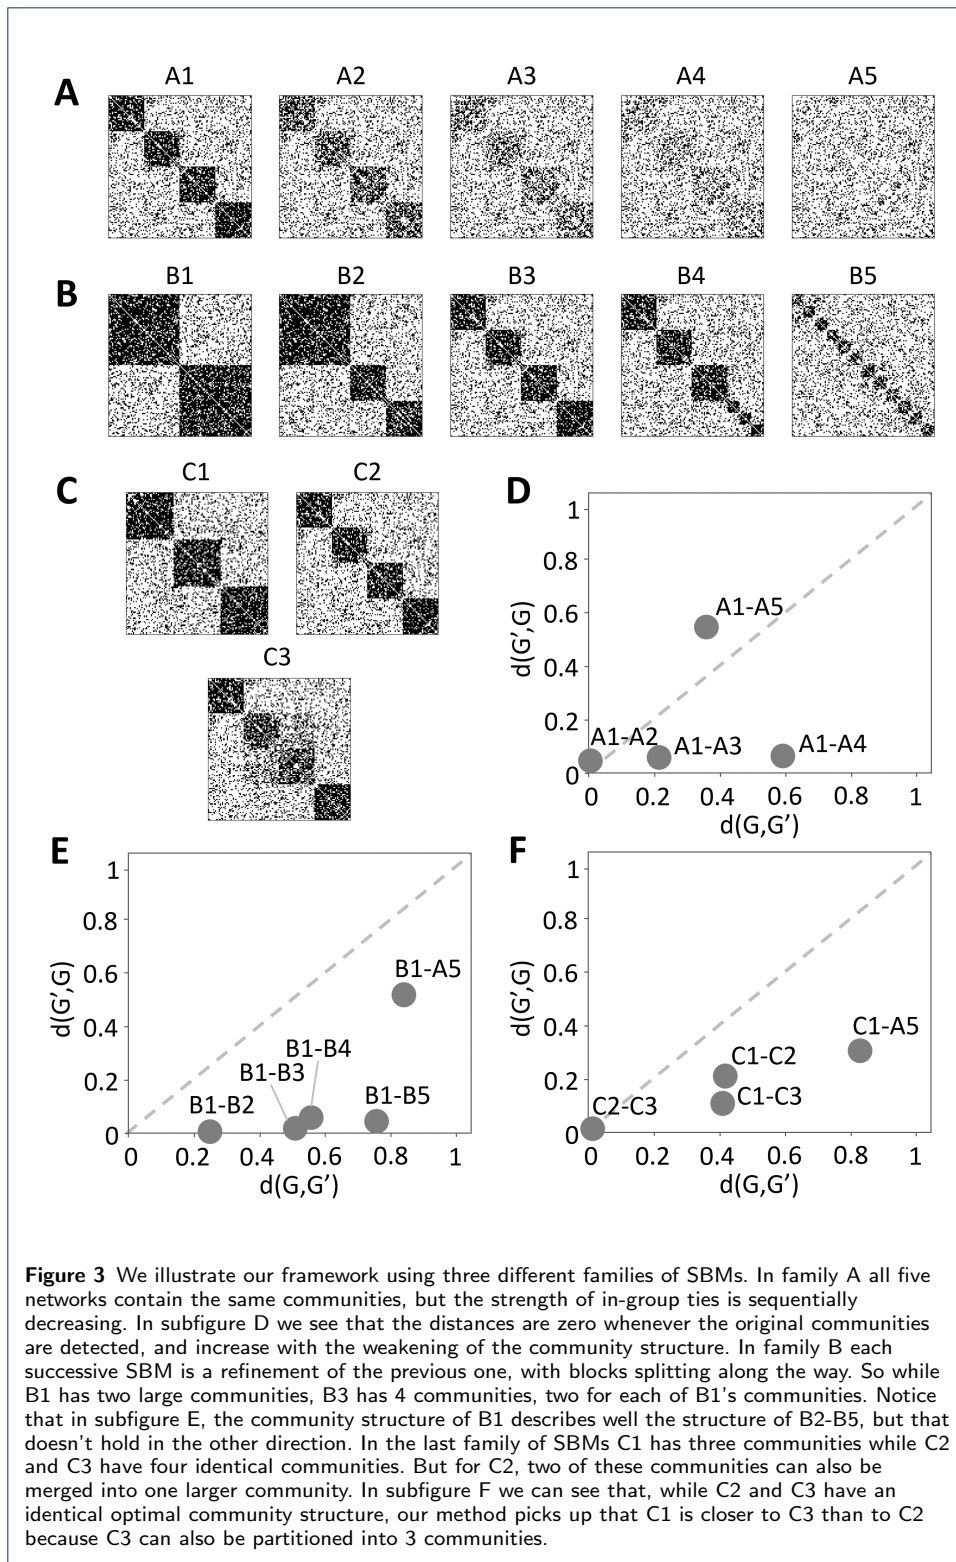 A1 A2 A3 A4 A5
A
B1 B2 B3 B4 B5
B
C1 C2
C
C3
D
1
0.8
0.6
0.4
0.2
0
d(G’,G)
A1-A5
A1-A2
A1-A3
A1-A4
0 0.2 0.4 0.6 0.8 1
d(G,G’)
E
1
0.8
0.6
0.4
0.2
0
d(G’,G)
B1-A5
B1-B4
B1-B3
B1-B2
B1-B5
0 0.2 0.4 0.6 0.8 1
d(G,G’)
F
1
0.8
0.6
0.4
0.2
0
d(G’,G)
C1-A5
C1-C2
C1-C3
C2-C3
0 0.2 0.4 0.6 0.8 1
d(G,G’)
Figure 3 We illustrate our framework using three different families of SBMs. In family A all five
networks contain the same communities, but the strength of in-group ties is sequentially
decreasing. In subfigure D we see that the distances are zero whenever the original communities
are detected, and increase with the weakening of the community structure. In family B each
successive SBM is a refinement of the previous one, with blocks splitting along the way. So while
B1 has two large communities, B3 has 4 communities, two for each of B1's communities. Notice
that in subfigure E, the community structure of B1 describes well the structure of B2-B5, but that
doesn't hold in the other direction. In the last family of SBMs C1 has three communities while C2
and C3 have four identical communities. But for C2, two of these communities can also be
merged into one larger community. In subfigure F we can see that, while C2 and C3 have an
identical optimal community structure, our method picks up that C1 is closer to C3 than to C2
because C3 can also be partitioned into 3 communities.